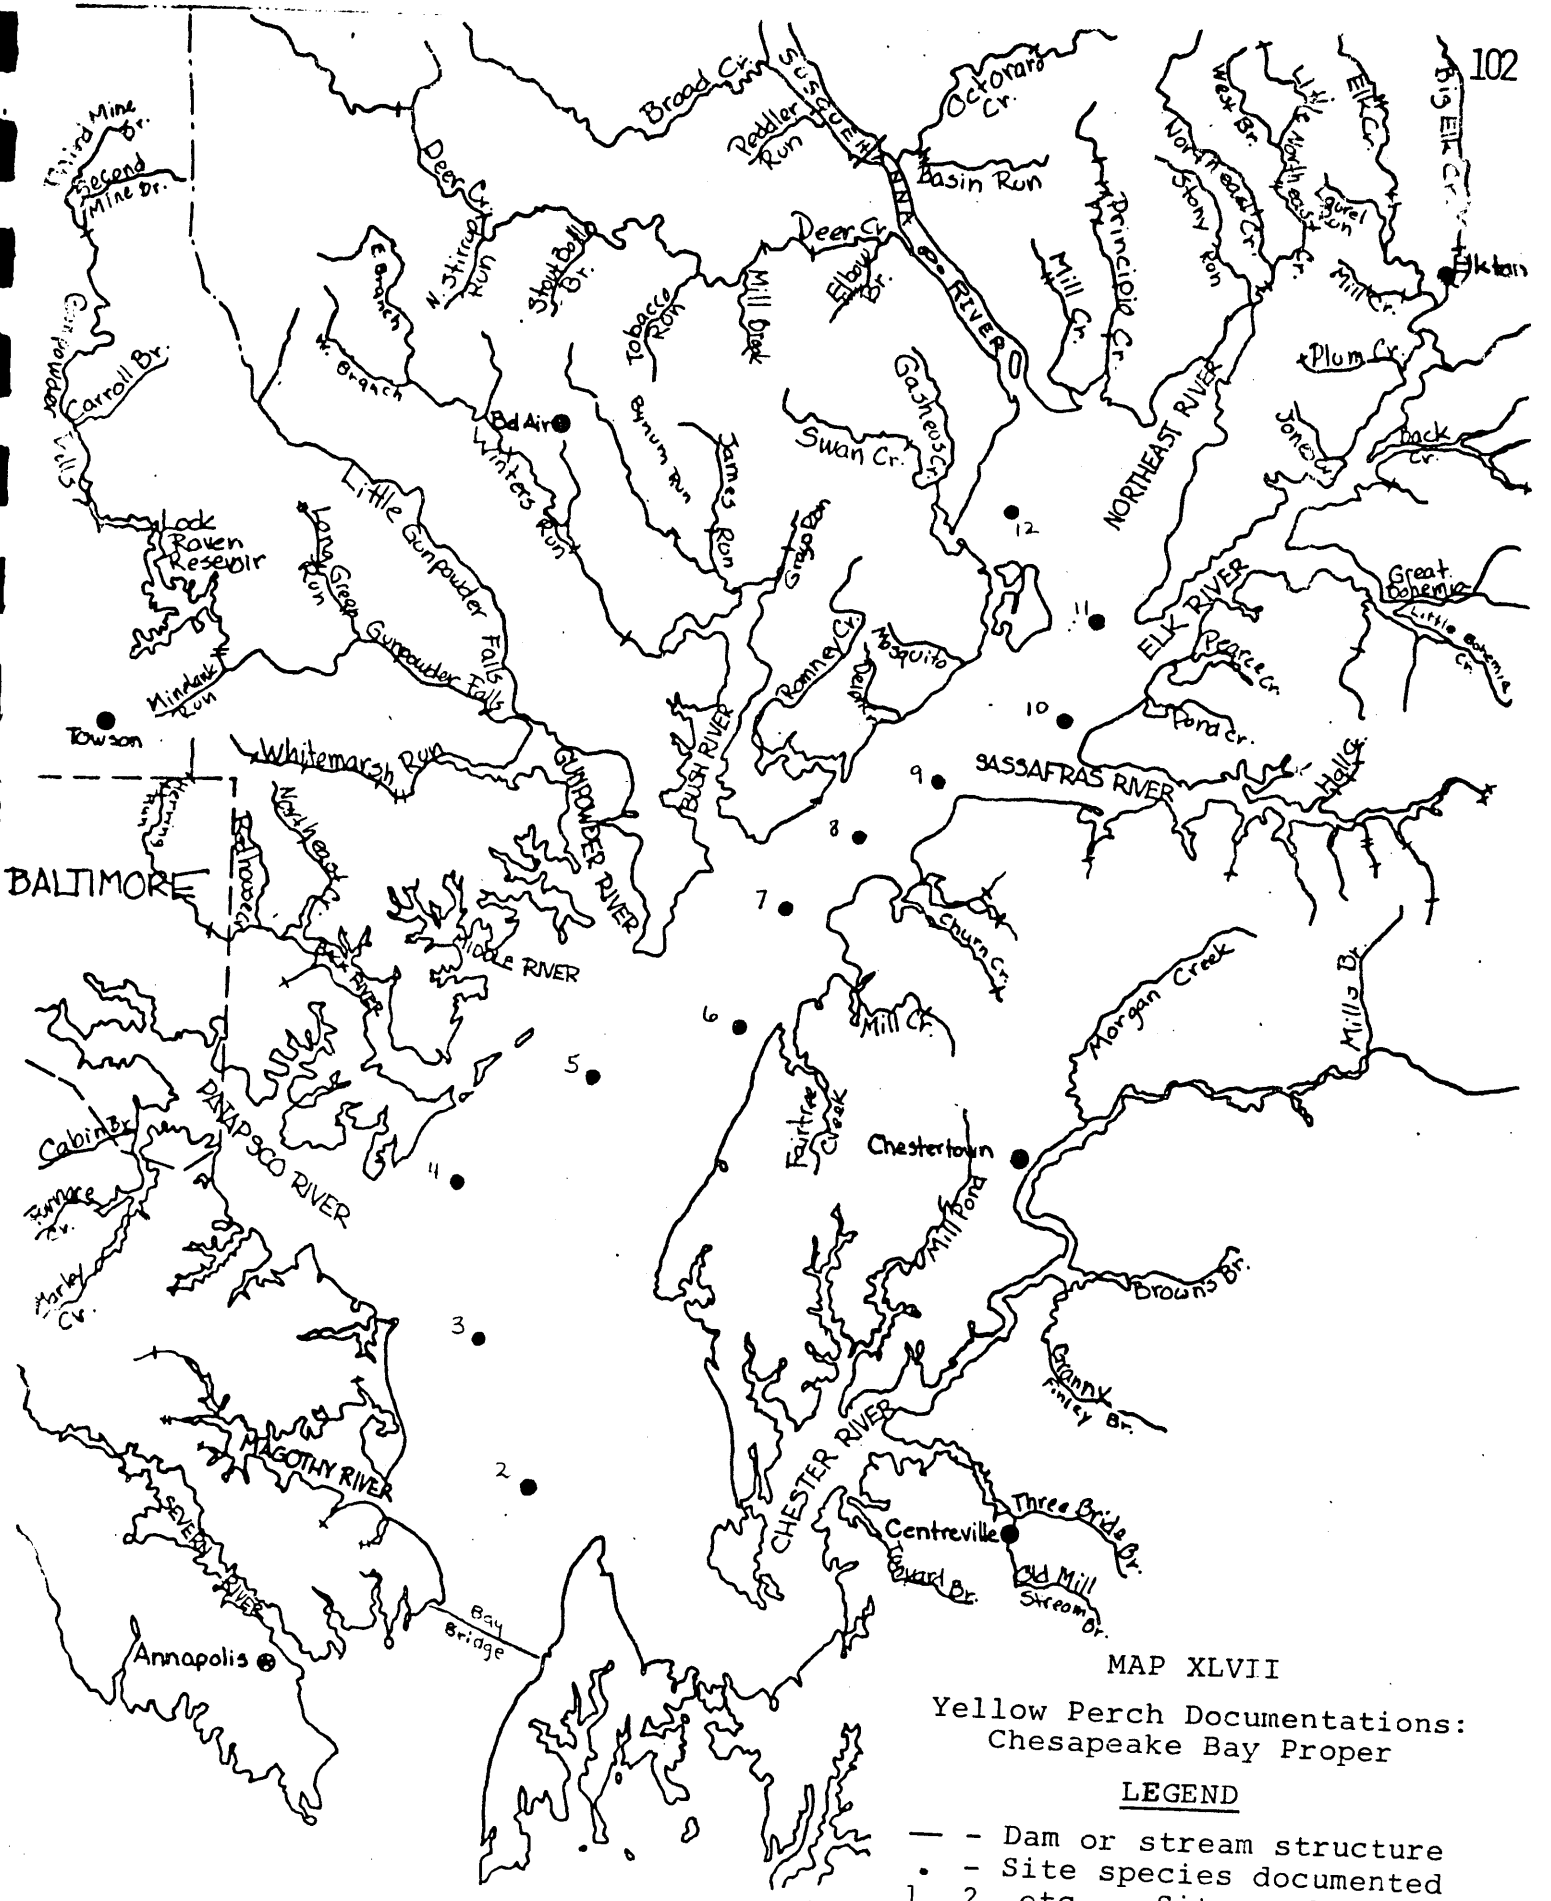 102
SUSQUEHANNA RIVER
Broad Cr.
Peddler
Run
Octoraro
Cr.
Basin Run
West Br.
Little Northeast Cr.
Elk Cr.
Big Elk Cr.
Third Mine
Br.
Second
Mine Br.
Deer Cr.
N. Stirrup
Run
Stout Bottle
Br.
E. Branch
W. Branch
Tobacco
Run
Mill Brook
Deer Cr.
Elbow
Br.
Mill Cr.
Principio Cr.
Northeast Cr.
Stony Run
Laurel
Run
Mill Cr.
Elkton
Gunpowder Falls
Carroll Br.
Plum Cr.
Bel Air
Winters Run
Bynum Run
James Run
Grays Run
Swan Cr.
Gasheys Cr.
NORTHEAST RIVER
Jones Cr.
Back
Cr.
Little Gunpowder Falls
Loch
Raven
Resevoir
Long Green
Run
Gunpowder Falls
12
11
10
9
8
7
6
5
4
3
2
ELK RIVER
Great
Bohemia
Little Bohemia
Cr.
Pearce Cr.
Pond Cr.
Romney Cr.
Mosquito
Minebank
Run
Towson
Whitemarsh Run
GUNPOWDER RIVER
BUSH RIVER
SASSAFRAS RIVER
Hall Cr.
Herring
Run
Northeast Cr.
BALTIMORE
BACK RIVER
MIDDLE RIVER
Churn Cr.
Morgan Creek
Mills Br.
Mill Cr.
Fairtree
Creek
Chestertown
Mill Pond
PATAPSCO RIVER
Cabin Br.
Furnace
Cr.
Marley
Cr.
Browns Br.
Granny
Finley Br.
MAGOTHY RIVER
SEVERN
RIVER
CHESTER RIVER
Three Bridge Br.
Centreville
Old Mill
Stream
Br.
Annapolis
Bay
Bridge
MAP XLVII
Yellow Perch Documentations:
Chesapeake Bay Proper
LEGEND
— - Dam or stream structure
• - Site species documented